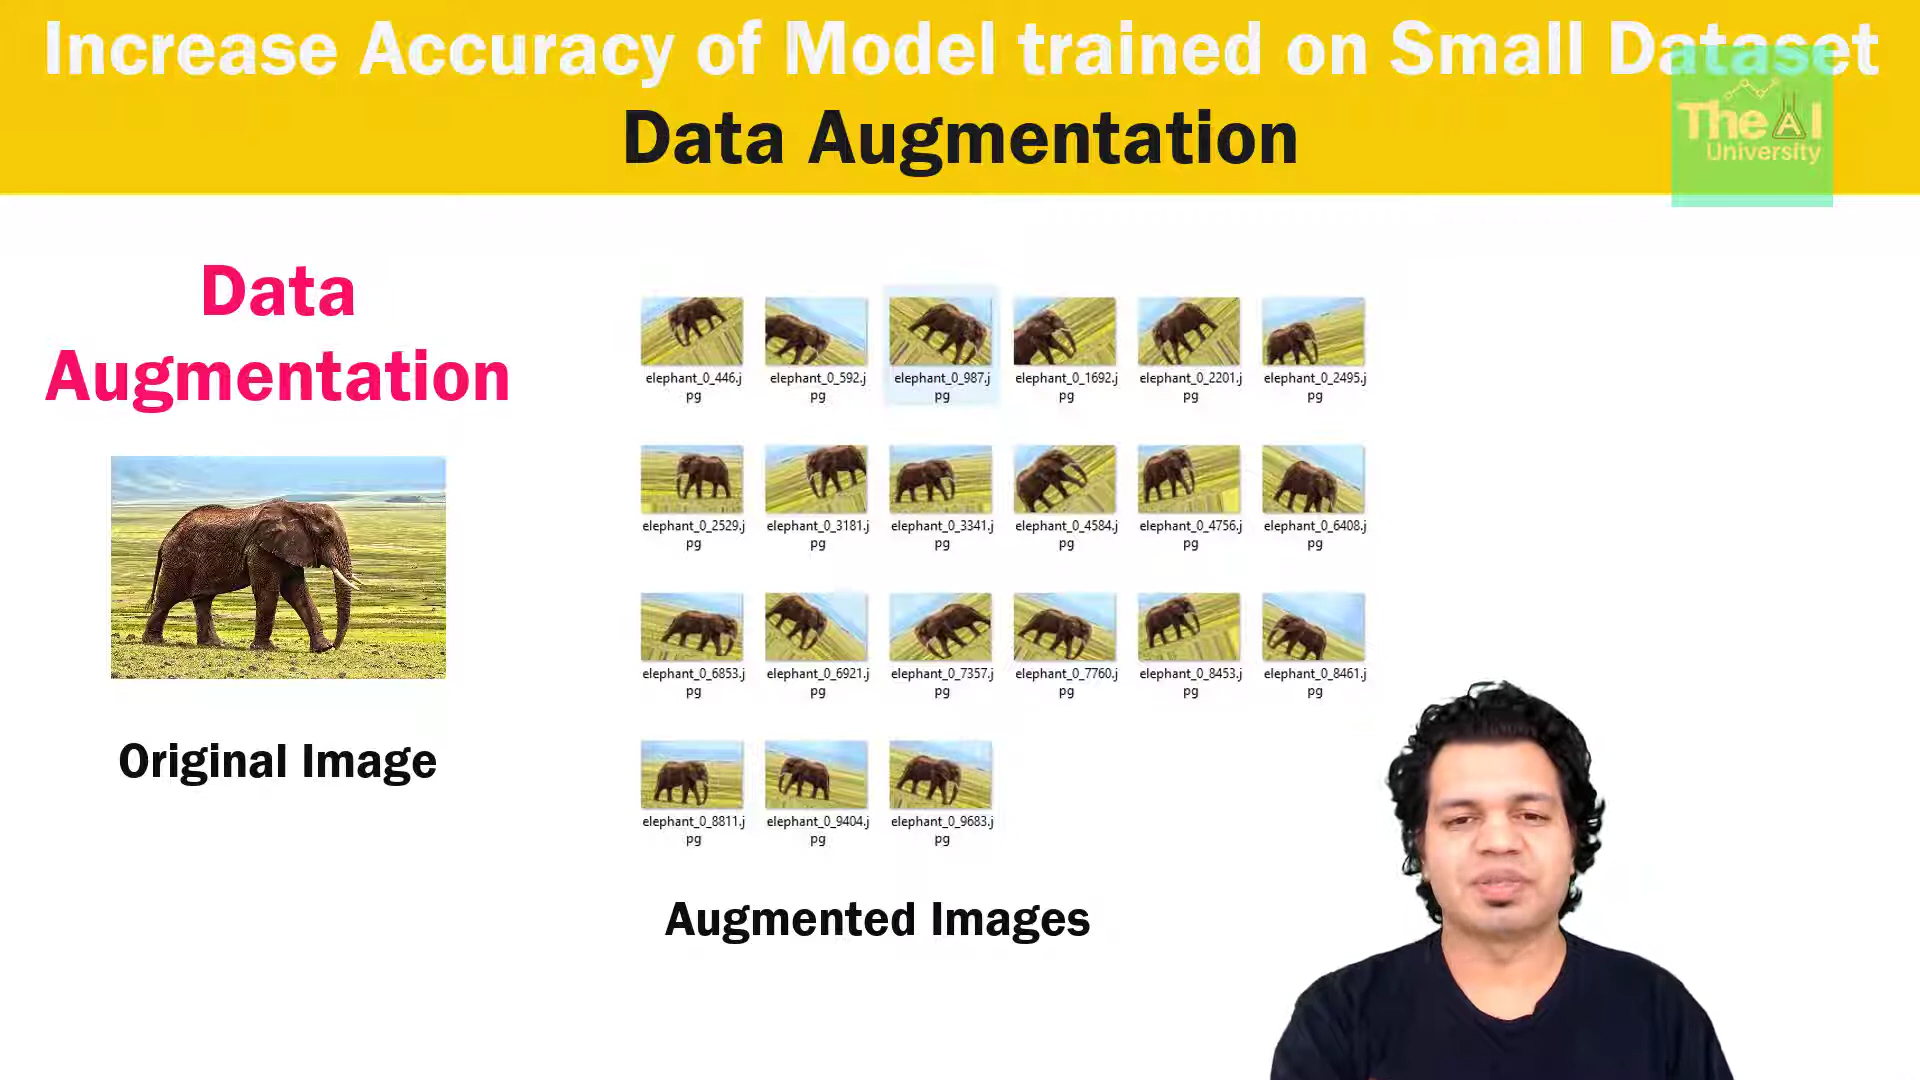 Increase Accuracy of Model trained on Small Dataset
Data Augmentation
The AI
University
Data
Augmentation
Original Image
elephant_0_446.j
pg
elephant_0_592.j
pg
elephant_0_987.j
pg
elephant_0_1692.j
pg
elephant_0_2201.j
pg
elephant_0_2495.j
pg
elephant_0_2529.j
pg
elephant_0_3181.j
pg
elephant_0_3341.j
pg
elephant_0_4584.j
pg
elephant_0_4756.j
pg
elephant_0_6408.j
pg
elephant_0_6853.j
pg
elephant_0_6921.j
pg
elephant_0_7357.j
pg
elephant_0_7760.j
pg
elephant_0_8453.j
pg
elephant_0_8461.j
pg
elephant_0_8811.j
pg
elephant_0_9404.j
pg
elephant_0_9683.j
pg
Augmented Images